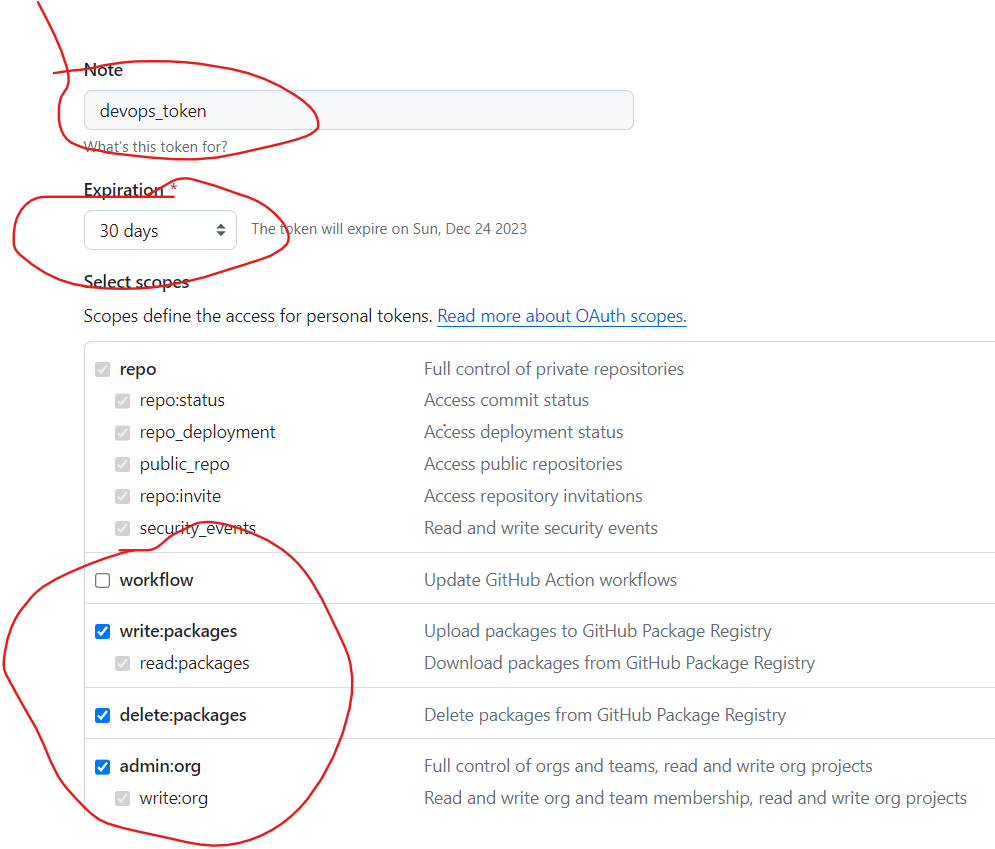 Note
devops_token
What's this token for?
Expiration *
30 days The token will expire on Sun, Dec 24 2023
Select scopes
Scopes define the access for personal tokens. Read more about OAuth scopes.
repo Full control of private repositories
repo:status Access commit status
repo_deployment Access deployment status
public_repo Access public repositories
repo:invite Access repository invitations
security_events Read and write security events
workflow Update GitHub Action workflows
write:packages Upload packages to GitHub Package Registry
read:packages Download packages from GitHub Package Registry
delete:packages Delete packages from GitHub Package Registry
admin:org Full control of orgs and teams, read and write org projects
write:org Read and write org and team membership, read and write org projects